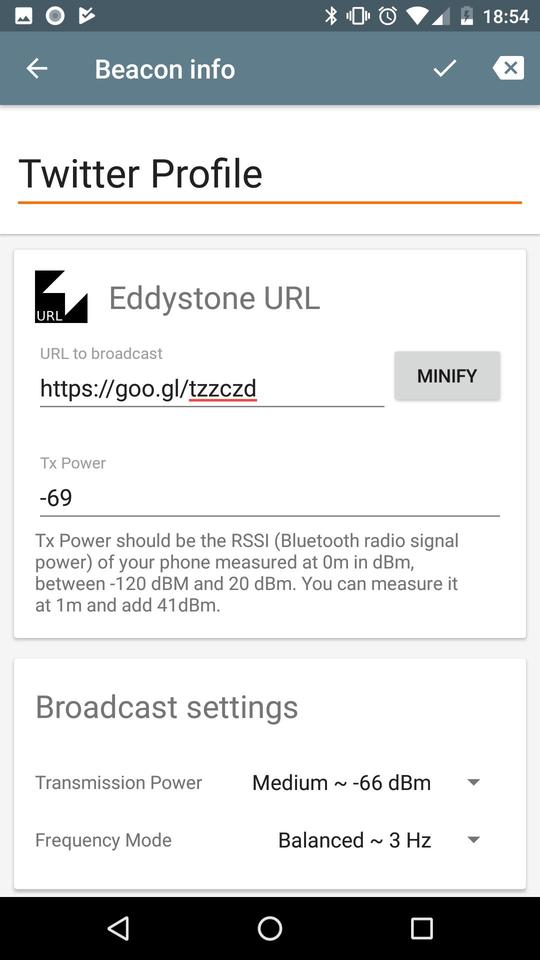 18:54
Beacon info
Twitter Profile
URL
Eddystone URL
URL to broadcast
https://goo.gl/tzzczd
MINIFY
Tx Power
-69
Tx Power should be the RSSI (Bluetooth radio signal
power) of your phone measured at 0m in dBm,
between -120 dBM and 20 dBm. You can measure it
at 1m and add 41dBm.
Broadcast settings
Transmission Power Medium ~ -66 dBm
Frequency Mode Balanced ~ 3 Hz